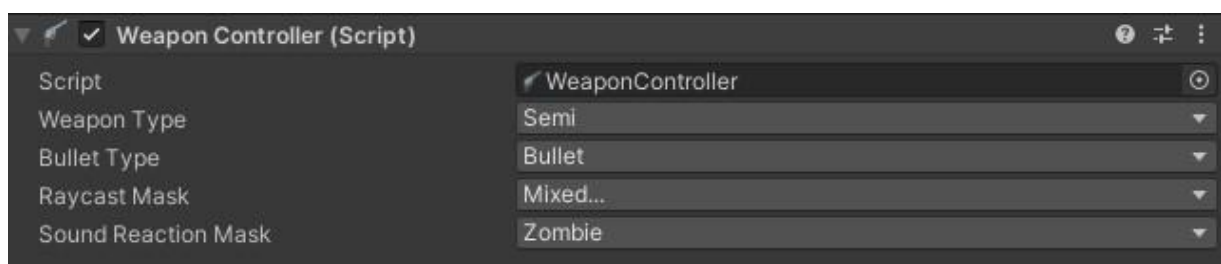 Weapon Controller (Script)
Script WeaponController
Weapon Type Semi
Bullet Type Bullet
Raycast Mask Mixed...
Sound Reaction Mask Zombie